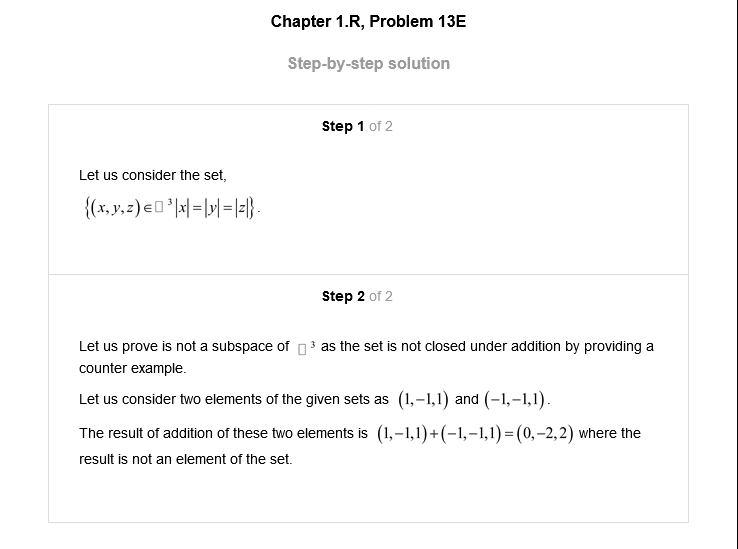 Chapter 1.R, Problem 13E
Step-by-step solution
Step 1 of 2
Let us consider the set,
{(x, y, z) ∈ □ ³ ||x| = |y| = |z|}.
Step 2 of 2
Let us prove is not a subspace of □ ³ as the set is not closed under addition by providing a
counter example.
Let us consider two elements of the given sets as (1,−1,1) and (−1,−1,1).
The result of addition of these two elements is (1,−1,1)+(−1,−1,1)=(0,−2,2) where the
result is not an element of the set.